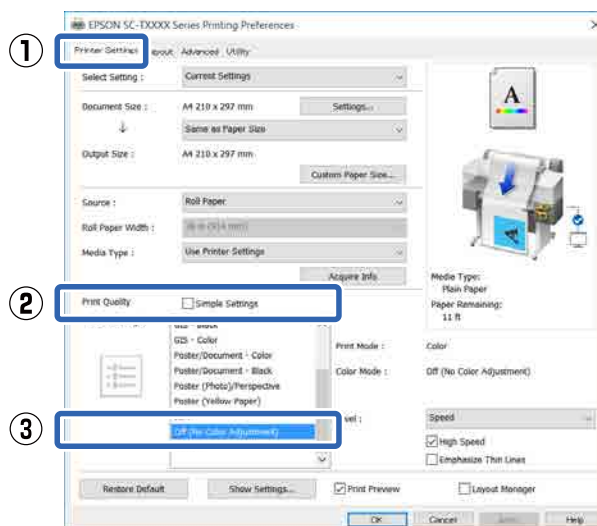 EPSON SC-TXXXX Series Printing Preferences
① Printer Settings Advanced Utility
Select Setting : Current Settings
Document Size : A4 210 x 297 mm Settings...
Same as Paper Size
Output Size : A4 210 x 297 mm
Custom Paper Size...
Source : Roll Paper
Roll Paper Width :
Media Type : Use Printer Settings
Acquire Info
Media Type:
Plain Paper
Paper Remaining:
11 ft
② Print Quality Simple Settings
GIS - Color
Poster/Document - Color
Poster/Document - Black
Poster (Photo)/Perspective
Poster (Yellow Paper)
③ Off (No Color Adjustment)
Print Mode : Color
Color Mode : Off (No Color Adjustment)
Speed
High Speed
Emphasize Thin Lines
Restore Default Show Settings... Print Preview Layout Manager
OK Cancel Help
A